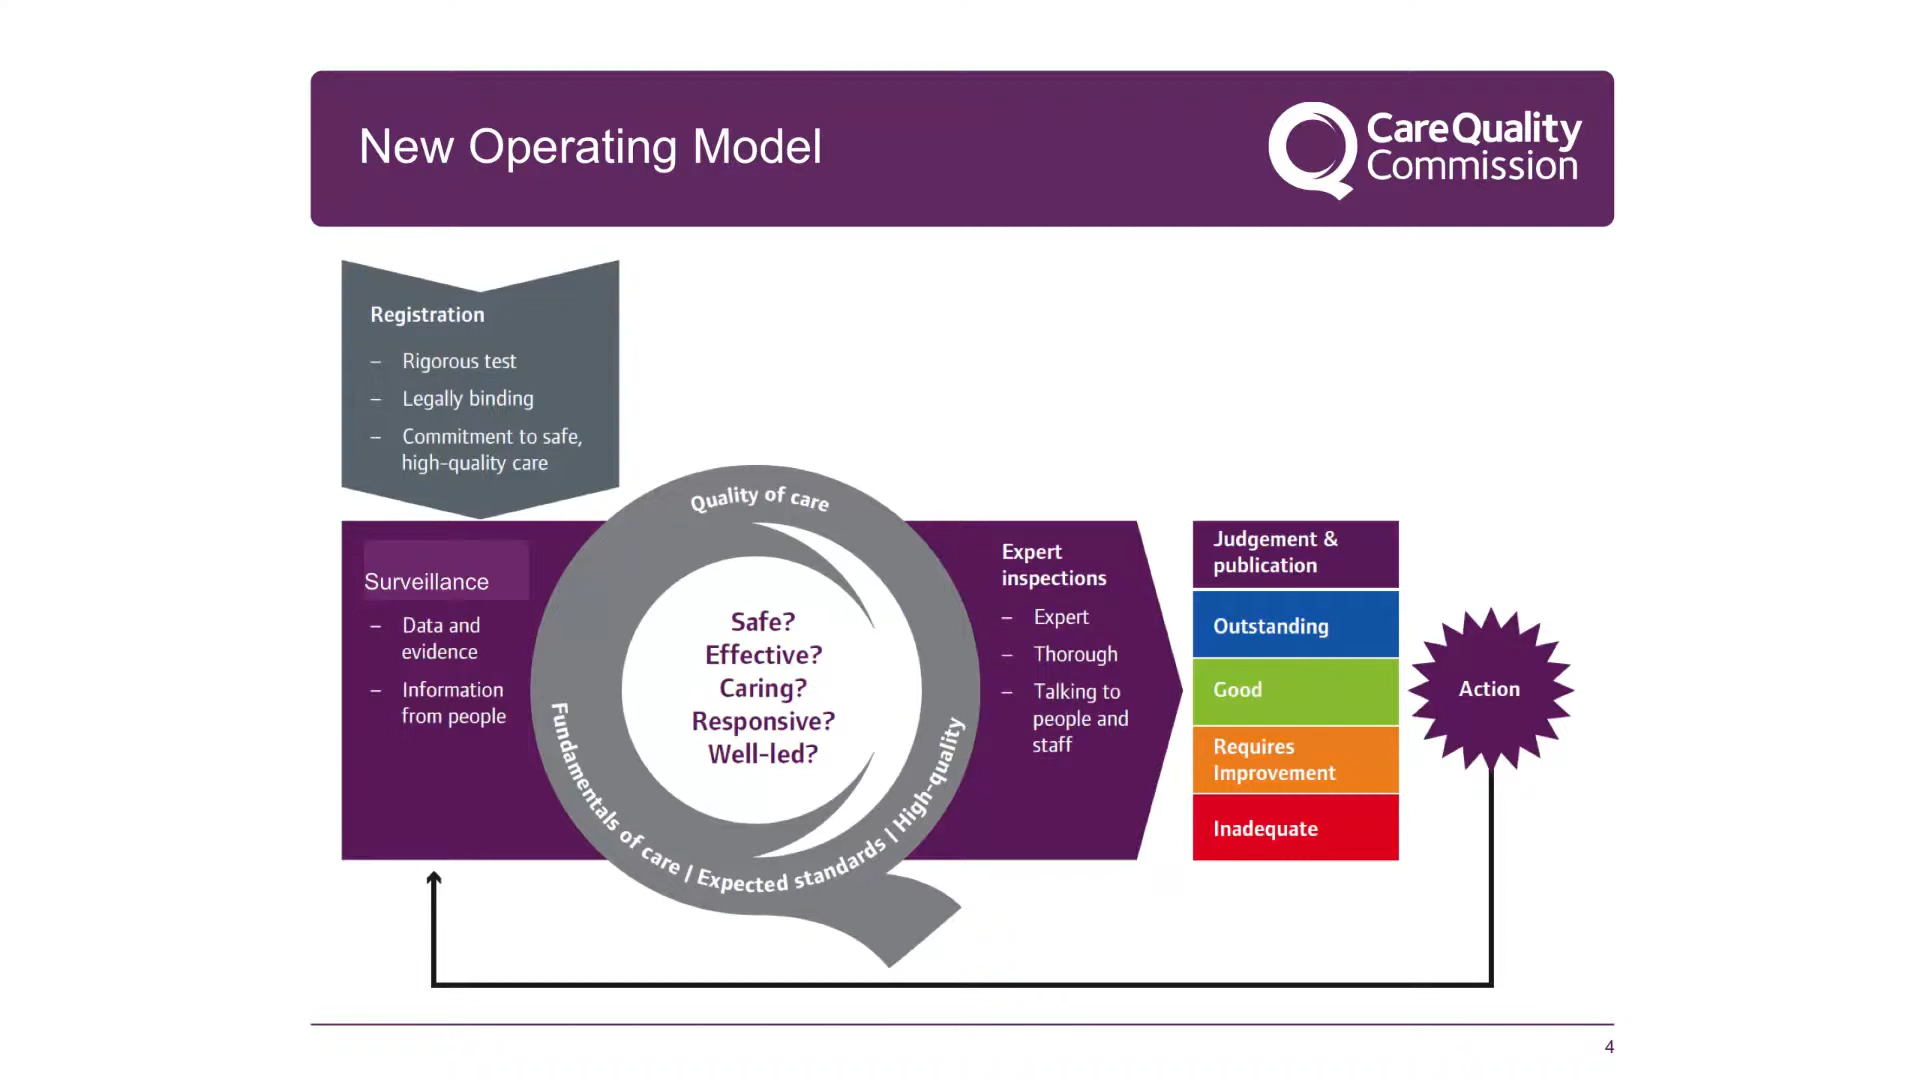 New Operating Model
CareQuality
Commission
Registration
– Rigorous test
– Legally binding
– Commitment to safe,
high-quality care
Surveillance
– Data and
evidence
– Information
from people
Quality of care
Safe?
Effective?
Caring?
Responsive?
Well-led?
Fundamentals of care | Expected standards | High-quality
Expert
inspections
– Expert
– Thorough
– Talking to
people and
staff
Judgement &
publication
Outstanding
Good
Requires
Improvement
Inadequate
Action
4